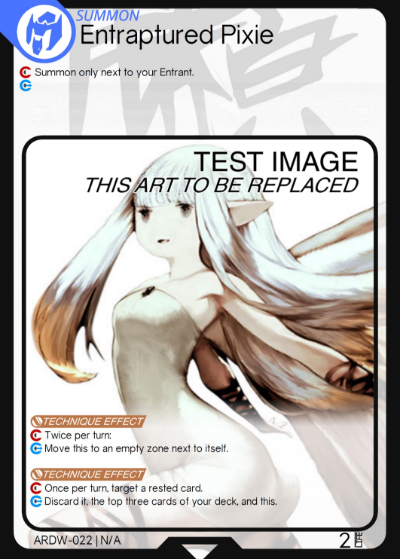 SUMMON
Entraptured Pixie
C Summon only next to your Entrant.
C
TEST IMAGE
THIS ART TO BE REPLACED
TECHNIQUE EFFECT
C Twice per turn:
C Move this to an empty zone next to itself.
TECHNIQUE EFFECT
C Once per turn, target a rested card.
C Discard it, the top three cards of your deck, and this.
ARDW-022 | N/A
2 LIFE